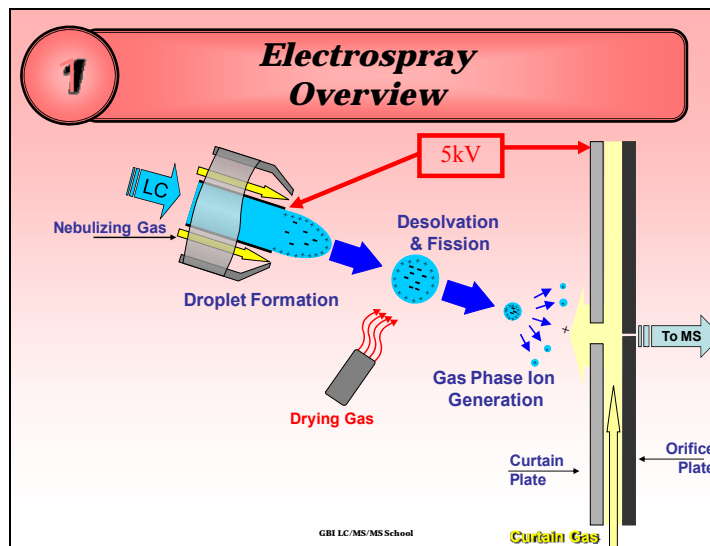 1
Electrospray
Overview
5kV
LC
Nebulizing Gas
Desolvation
& Fission
Droplet Formation
To MS
Gas Phase Ion
Generation
Drying Gas
Curtain
Plate
Orifice
Plate
GBI LC/MS/MS School
Curtain Gas